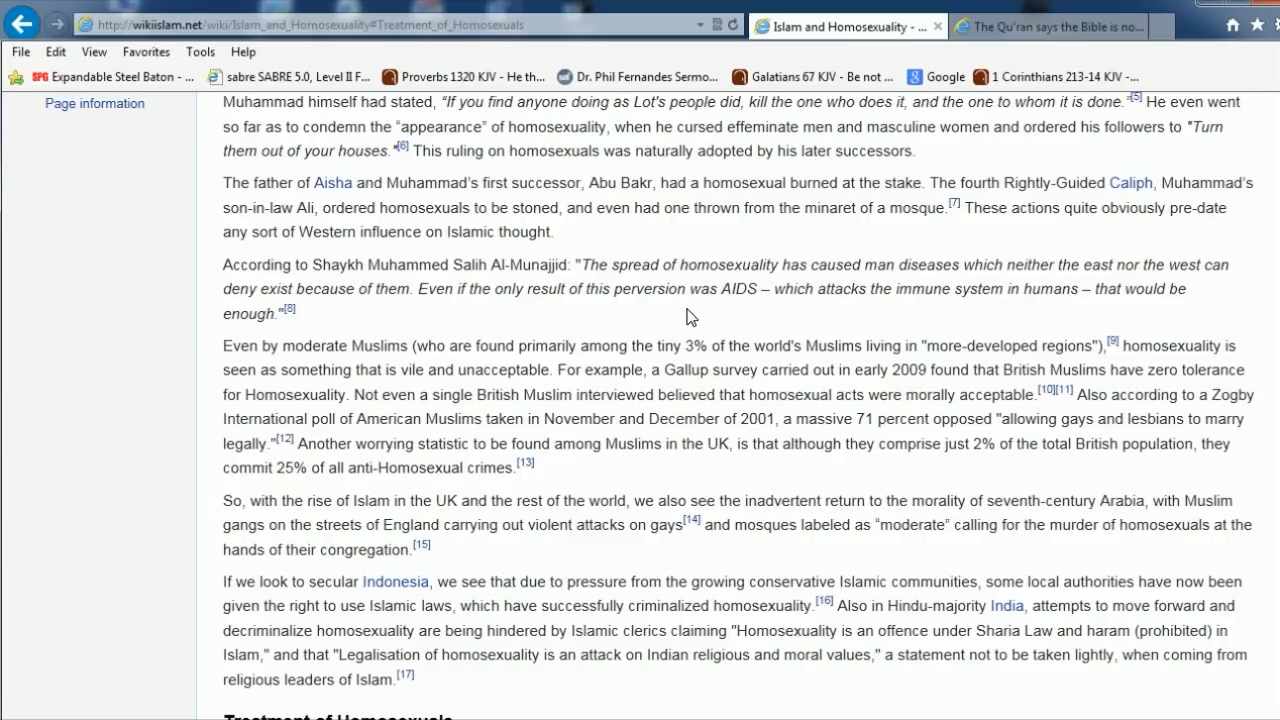 http://wikiislam.net/wiki/Islam_and_Homosexuality#Treatment_of_Homosexuals
Islam and Homosexuality - ...
The Qu'ran says the Bible is no...
File Edit View Favorites Tools Help
SPG Expandable Steel Baton - ... sabre SABRE 5.0, Level II F... Proverbs 1320 KJV - He th... Dr. Phil Fernandes Sermo... Galatians 67 KJV - Be not ... Google 1 Corinthians 213-14 KJV -...
Page information
Muhammad himself had stated, “If you find anyone doing as Lot's people did, kill the one who does it, and the one to whom it is done.”[5] He even went
so far as to condemn the “appearance” of homosexuality, when he cursed effeminate men and masculine women and ordered his followers to "Turn
them out of your houses."[6] This ruling on homosexuals was naturally adopted by his later successors.
The father of Aisha and Muhammad’s first successor, Abu Bakr, had a homosexual burned at the stake. The fourth Rightly-Guided Caliph, Muhammad’s
son-in-law Ali, ordered homosexuals to be stoned, and even had one thrown from the minaret of a mosque.[7] These actions quite obviously pre-date
any sort of Western influence on Islamic thought.
According to Shaykh Muhammed Salih Al-Munajjid: "The spread of homosexuality has caused man diseases which neither the east nor the west can
deny exist because of them. Even if the only result of this perversion was AIDS – which attacks the immune system in humans – that would be
enough."[8]
Even by moderate Muslims (who are found primarily among the tiny 3% of the world's Muslims living in "more-developed regions"),[9] homosexuality is
seen as something that is vile and unacceptable. For example, a Gallup survey carried out in early 2009 found that British Muslims have zero tolerance
for Homosexuality. Not even a single British Muslim interviewed believed that homosexual acts were morally acceptable.[10][11] Also according to a Zogby
International poll of American Muslims taken in November and December of 2001, a massive 71 percent opposed "allowing gays and lesbians to marry
legally."[12] Another worrying statistic to be found among Muslims in the UK, is that although they comprise just 2% of the total British population, they
commit 25% of all anti-Homosexual crimes.[13]
So, with the rise of Islam in the UK and the rest of the world, we also see the inadvertent return to the morality of seventh-century Arabia, with Muslim
gangs on the streets of England carrying out violent attacks on gays[14] and mosques labeled as “moderate” calling for the murder of homosexuals at the
hands of their congregation.[15]
If we look to secular Indonesia, we see that due to pressure from the growing conservative Islamic communities, some local authorities have now been
given the right to use Islamic laws, which have successfully criminalized homosexuality.[16] Also in Hindu-majority India, attempts to move forward and
decriminalize homosexuality are being hindered by Islamic clerics claiming "Homosexuality is an offence under Sharia Law and haram (prohibited) in
Islam," and that "Legalisation of homosexuality is an attack on Indian religious and moral values," a statement not to be taken lightly, when coming from
religious leaders of Islam.[17]
Treatment of Homosexuals